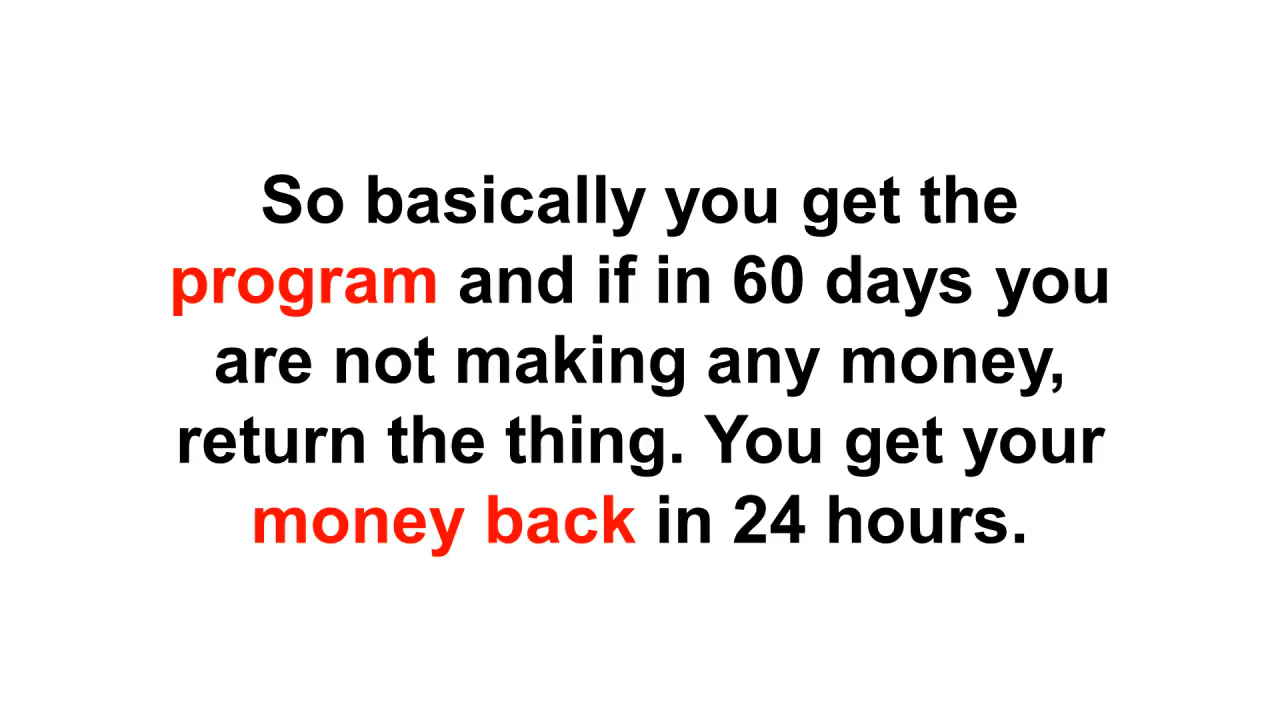 So basically you get the
program and if in 60 days you
are not making any money,
return the thing. You get your
money back in 24 hours.